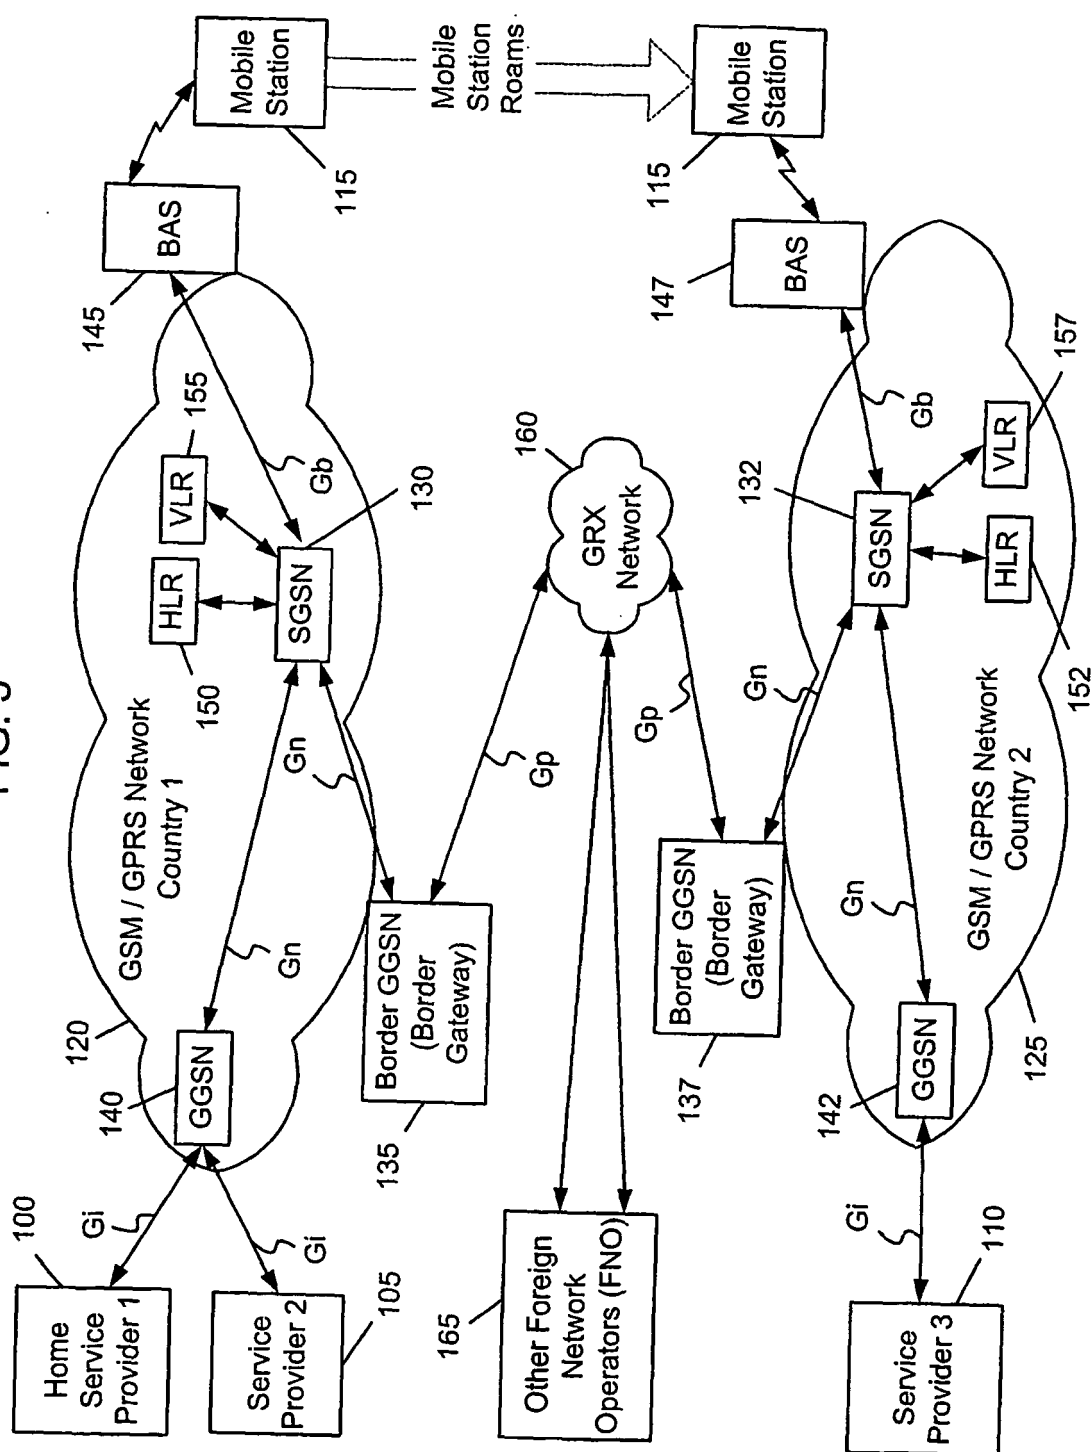 FIG.
100
Home
Service
Provider 1
Gi
120
GSM / GPRS Network
Country 1
140
GGSN
Gn
HLR
150
VLR
155
SGSN
130
Gb
145
BAS
Mobile
Station
115
Service
Provider 2
105
Gi
Gn
Border GGSN
(Border
Gateway)
135
Gp
GRX
Network
160
Mobile
Station
Roams
165
Other Foreign
Network
Operators (FNO)
Border GGSN
(Border
Gateway)
137
Gp
Gn
147
BAS
Mobile
Station
115
Service
Provider 3
110
Gi
142
GGSN
Gn
132
SGSN
Gb
HLR
152
VLR
157
GSM / GPRS Network
Country 2
125